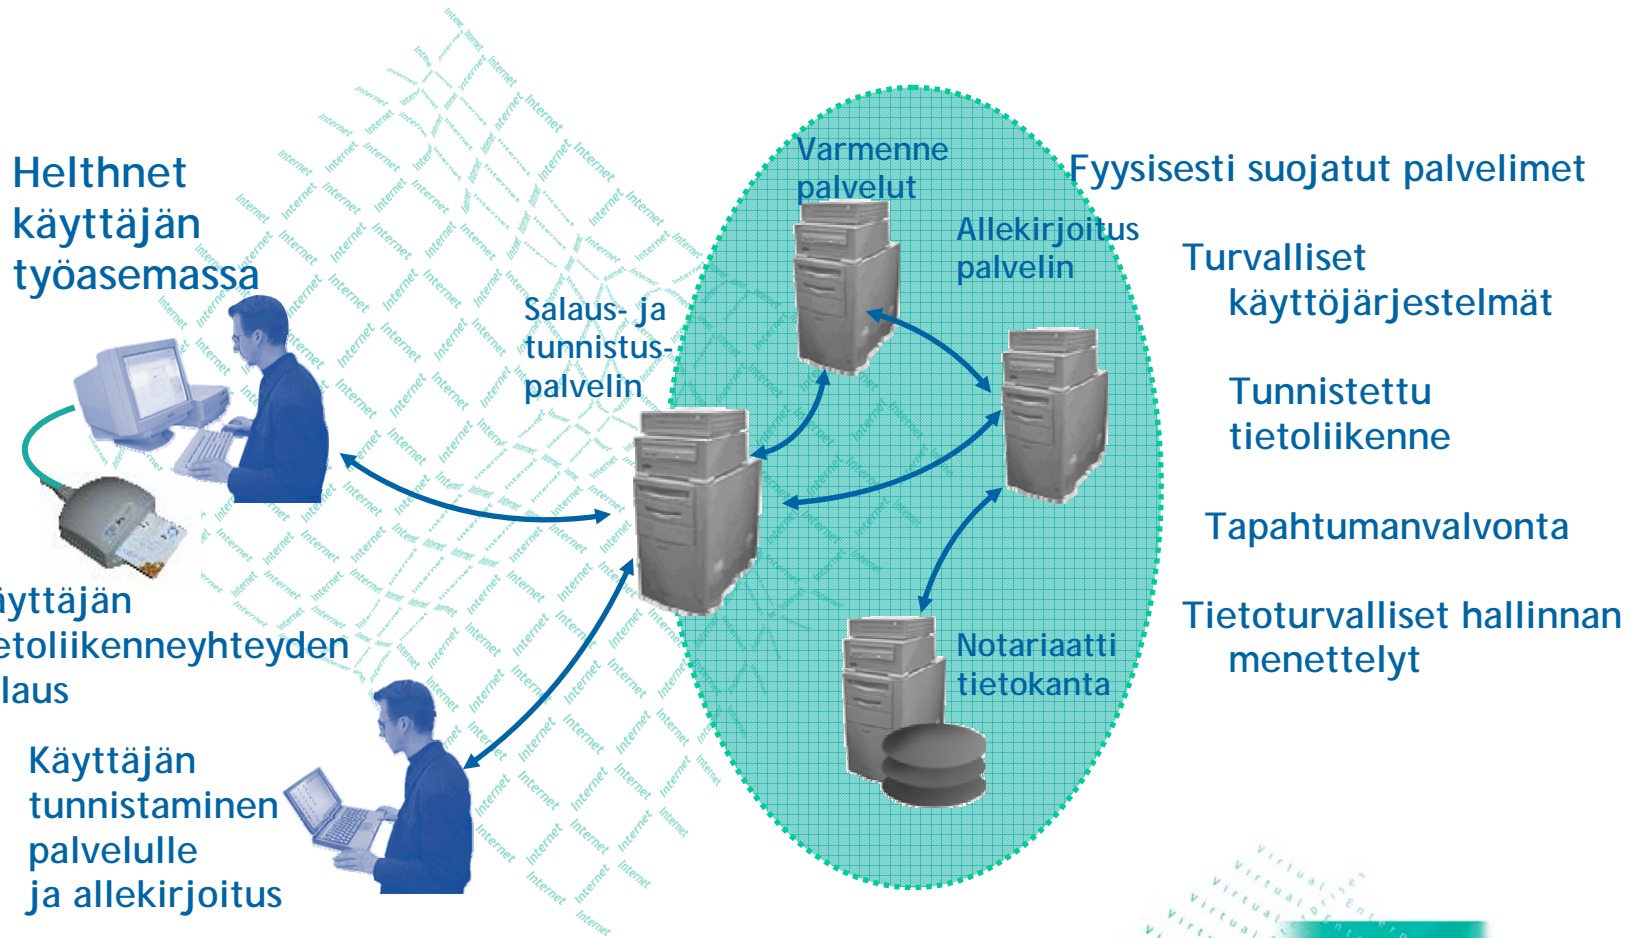 Helthnet
käyttäjän
työasemassa
äyttäjän
etoliikenneyhteyden
laus
Käyttäjän
tunnistaminen
palvelulle
ja allekirjoitus
Salaus- ja
tunnistus-
palvelin
Varmenne
palvelut
Allekirjoitus
palvelin
Notariaatti
tietokanta
Fyysisesti suojatut palvelimet
Turvalliset
käyttöjärjestelmät
Tunnistettu
tietoliikenne
Tapahtumanvalvonta
Tietoturvalliset hallinnan
menettelyt
Internet